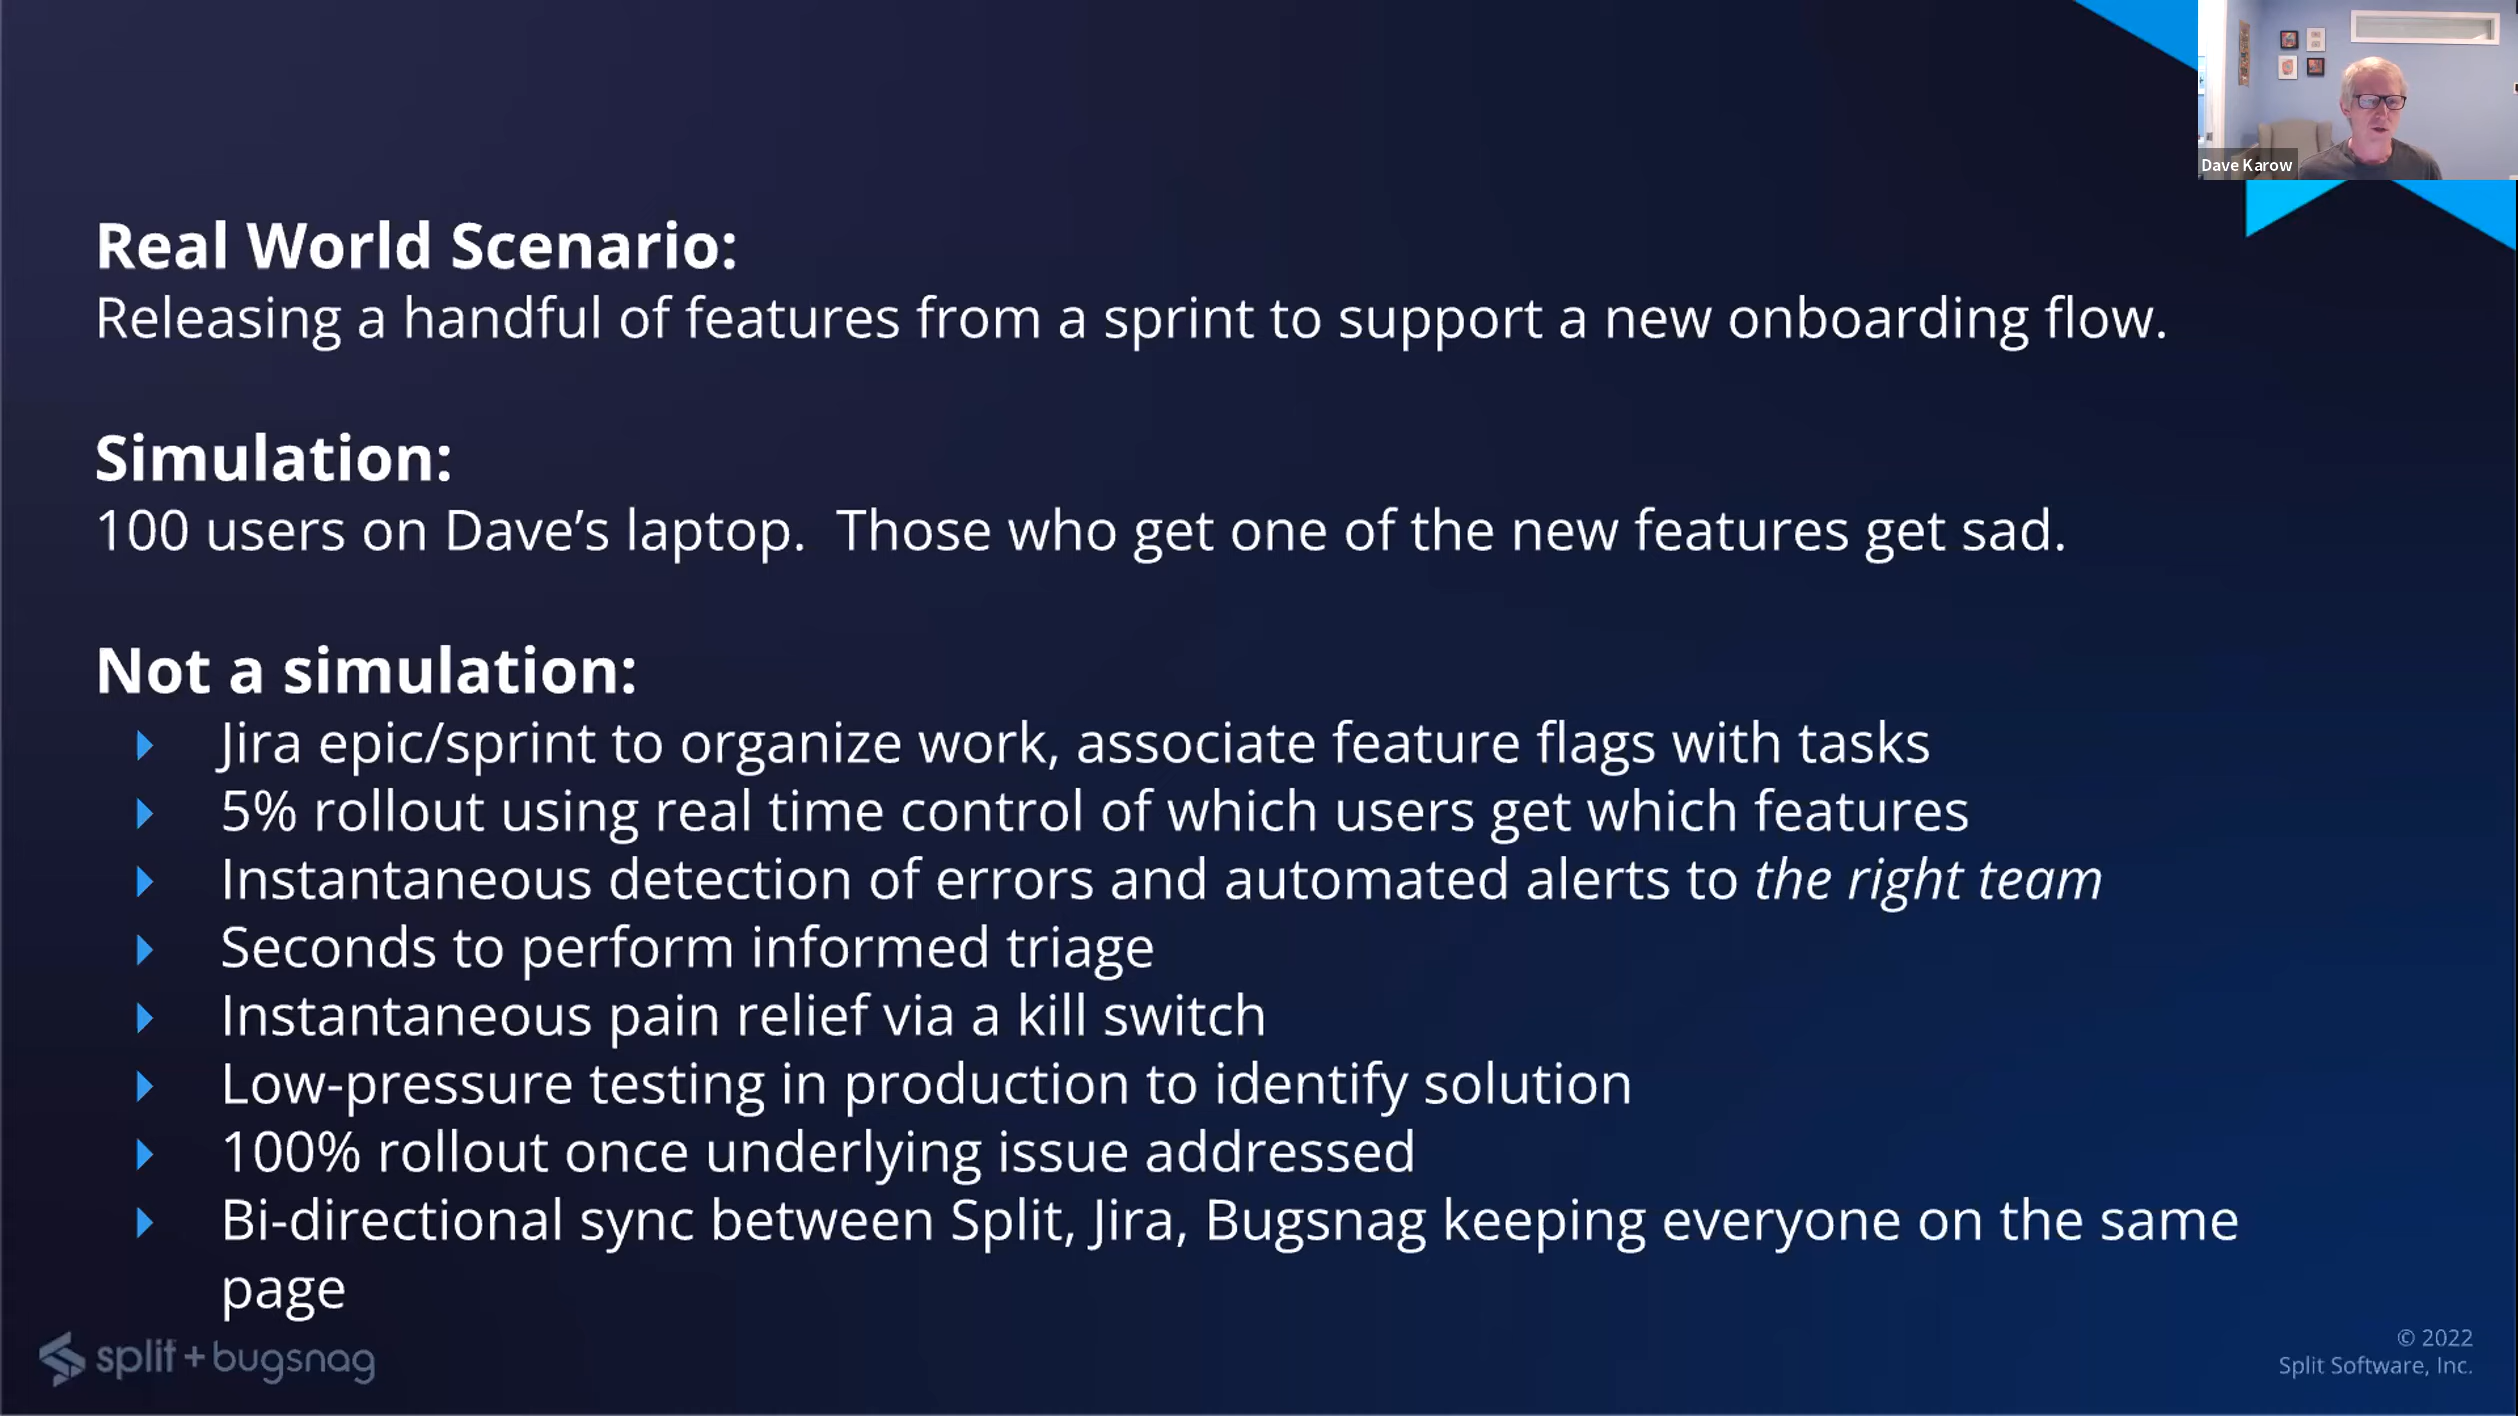 Dave Karow
Real World Scenario:
Releasing a handful of features from a sprint to support a new onboarding flow.
Simulation:
100 users on Dave’s laptop.  Those who get one of the new features get sad.
Not a simulation:
Jira epic/sprint to organize work, associate feature flags with tasks
5% rollout using real time control of which users get which features
Instantaneous detection of errors and automated alerts to the right team
Seconds to perform informed triage
Instantaneous pain relief via a kill switch
Low-pressure testing in production to identify solution
100% rollout once underlying issue addressed
Bi-directional sync between Split, Jira, Bugsnag keeping everyone on the same
page
split + bugsnag
© 2022
Split Software, Inc.